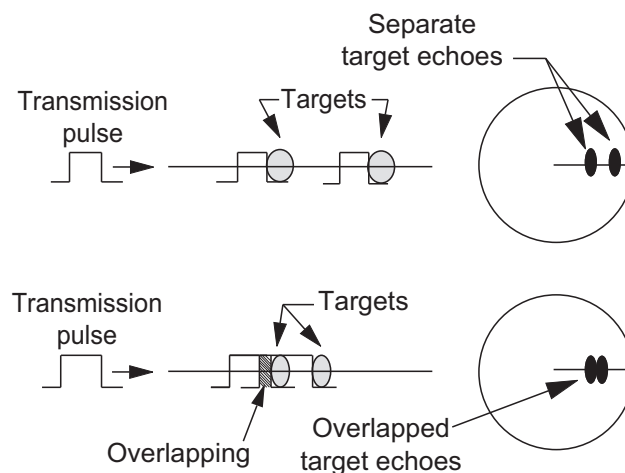 Separate
target echoes
Transmission
pulse
Targets
Transmission
pulse
Targets
Overlapping
Overlapped
target echoes